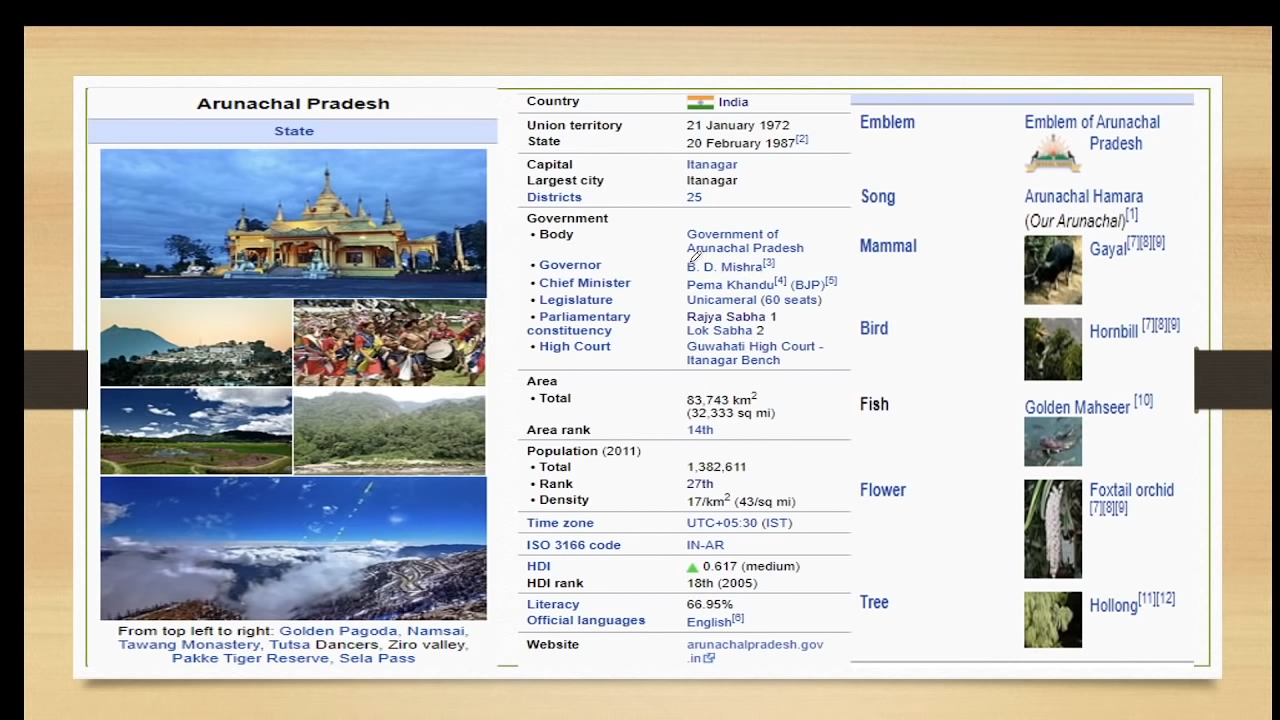 Arunachal Pradesh
State
From top left to right: Golden Pagoda, Namsai,
Tawang Monastery, Tutsa Dancers, Ziro valley,
Pakke Tiger Reserve, Sela Pass
Country India
Union territory 21 January 1972
State 20 February 1987[2]
Capital Itanagar
Largest city Itanagar
Districts 25
Government
• Body Government of
Arunachal Pradesh
• Governor B. D. Mishra[3]
• Chief Minister Pema Khandu[4] (BJP)[5]
• Legislature Unicameral (60 seats)
• Parliamentary Rajya Sabha 1
constituency Lok Sabha 2
• High Court Guwahati High Court -
Itanagar Bench
Area
• Total 83,743 km2
(32,333 sq mi)
Area rank 14th
Population (2011)
• Total 1,382,611
• Rank 27th
• Density 17/km2 (43/sq mi)
Time zone UTC+05:30 (IST)
ISO 3166 code IN-AR
HDI 0.617 (medium)
HDI rank 18th (2005)
Literacy 66.95%
Official languages English[6]
Website arunachalpradesh.gov
.in
Emblem Emblem of Arunachal
Pradesh
Song Arunachal Hamara
(Our Arunachal)[1]
Mammal Gayal[7][8][9]
Bird Hornbill [7][8][9]
Fish Golden Mahseer [10]
Flower Foxtail orchid
[7][8][9]
Tree Hollong[11][12]